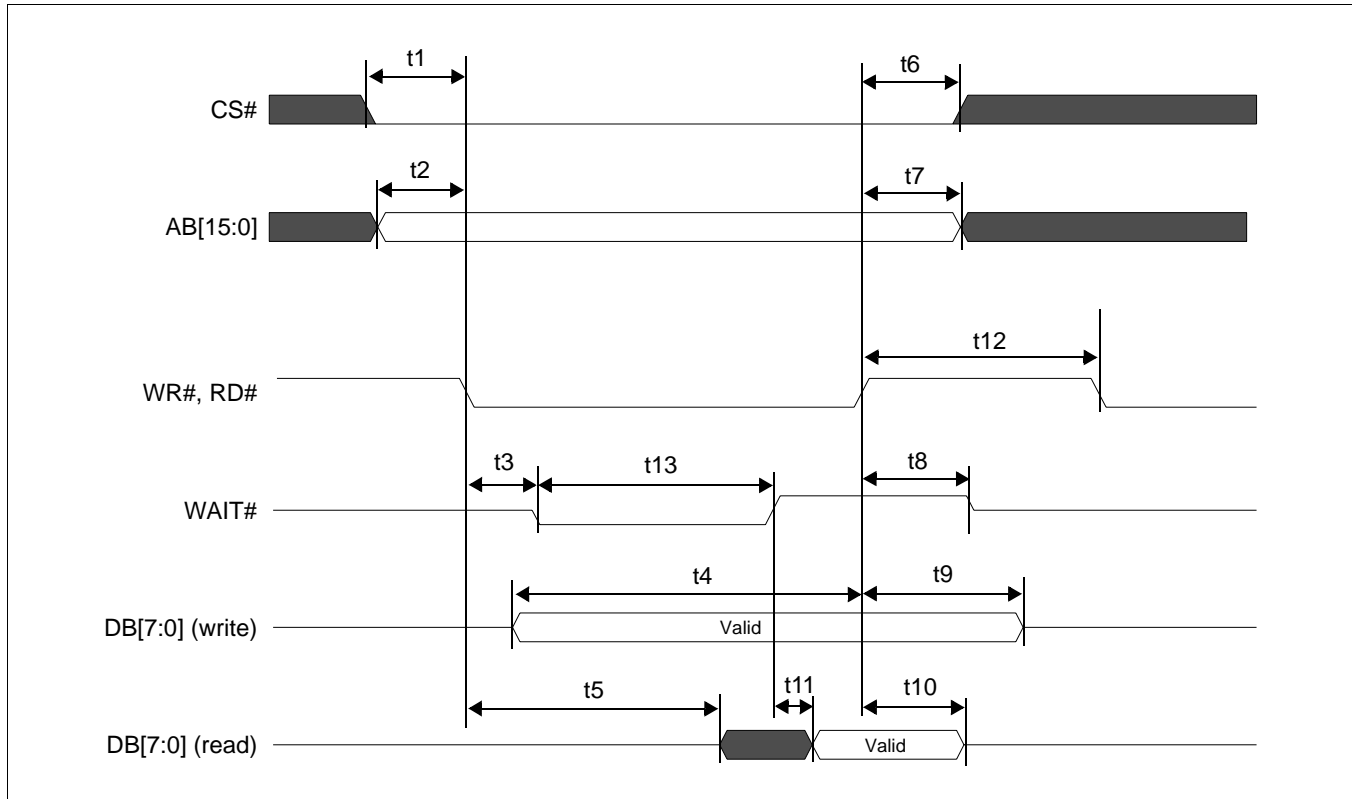 t1 t6
CS#
t2 t7
AB[15:0]
t12
WR#, RD#
t3 t13 t8
WAIT#
t4 t9
DB[7:0] (write) Valid
t5 t11 t10
DB[7:0] (read) Valid